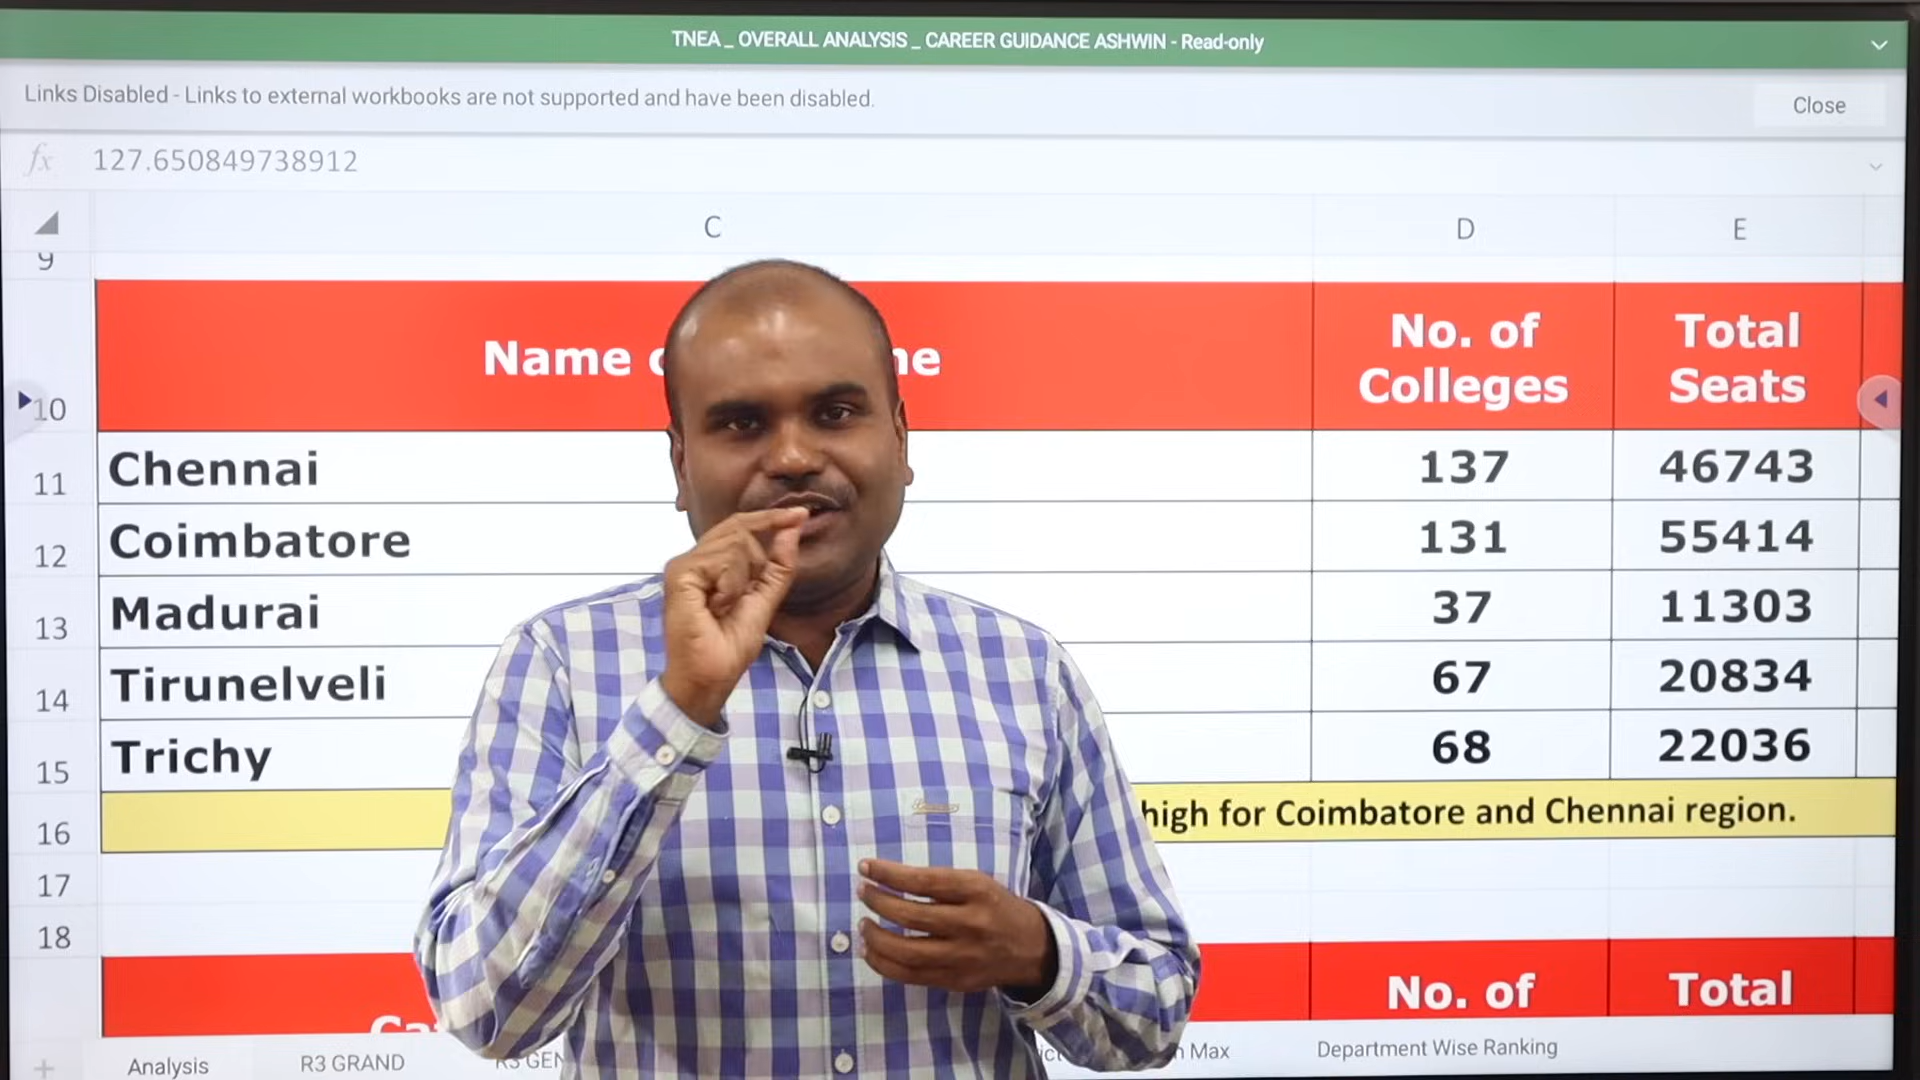 TNEA _ OVERALL ANALYSIS _ CAREER GUIDANCE ASHWIN - Read-only
Links Disabled - Links to external workbooks are not supported and have been disabled.
Close
fx 127.650849738912
C D E
9
10 Name No. of Colleges Total Seats
11 Chennai 137 46743
12 Coimbatore 131 55414
13 Madurai 37 11303
14 Tirunelveli 67 20834
15 Trichy 68 22036
16 high for Coimbatore and Chennai region.
17
18
No. of Total
Analysis R3 GRAND Max Department Wise Ranking